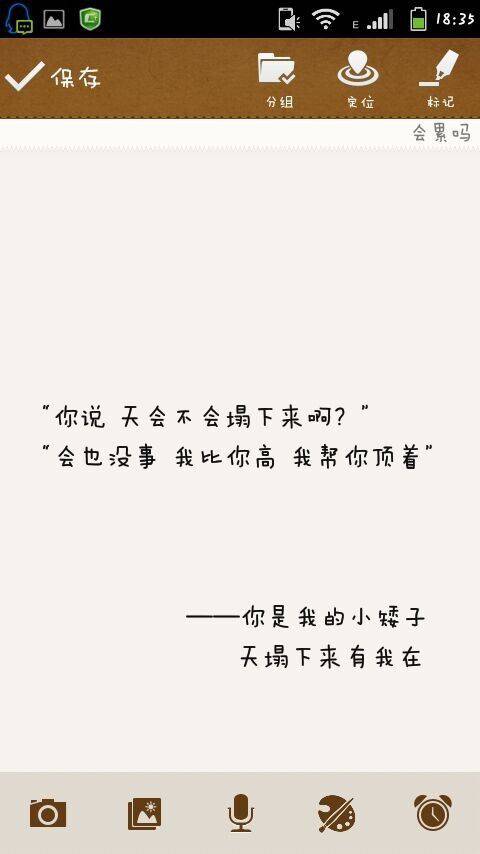 E 18:35
保存
分组 定位 标记
会累吗
“你说 天会不会塌下来啊？”
“会也没事 我比你高 我帮你顶着”
——你是我的小矮子
天塌下来有我在